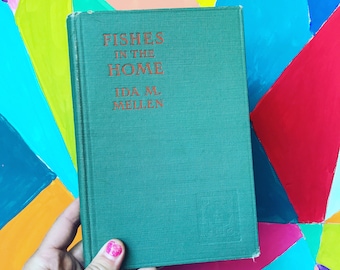 FISHES
IN THE
HOME
IDA M.
MELLEN